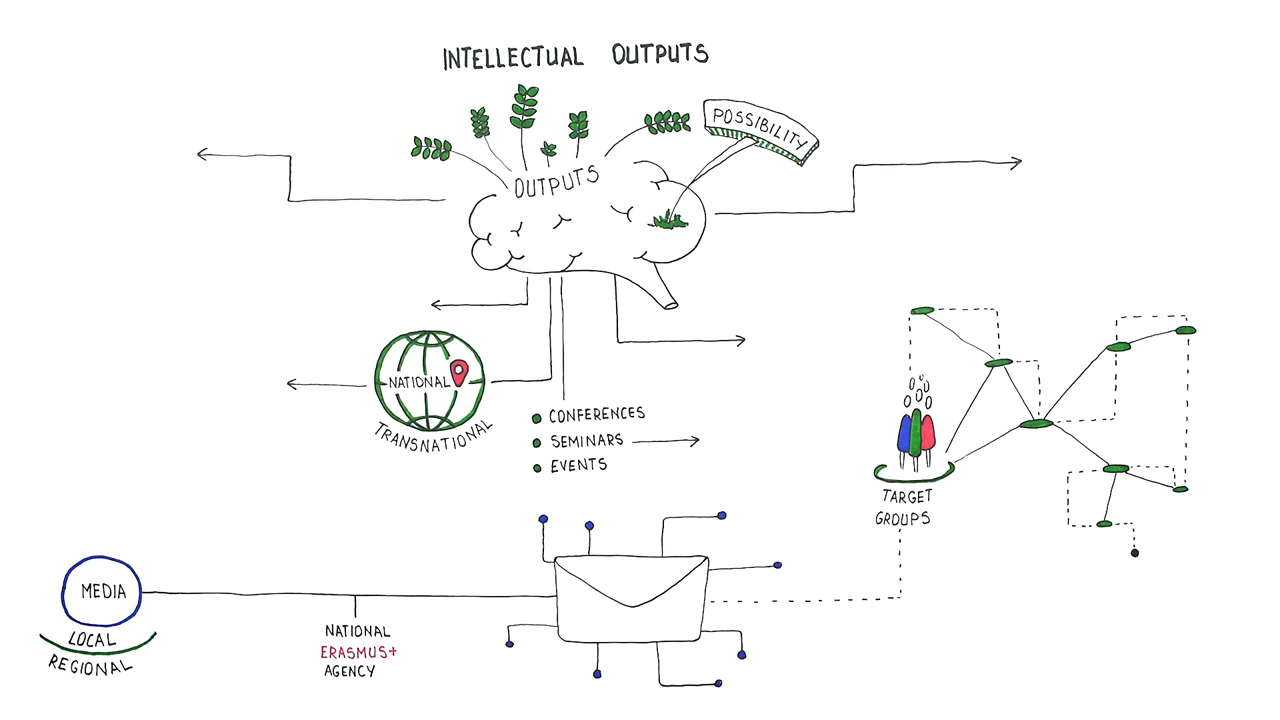 INTELLECTUAL OUTPUTS
POSSIBILITY
OUTPUTS
NATIONAL
TRANSNATIONAL
CONFERENCES
SEMINARS
EVENTS
TARGET
GROUPS
MEDIA
LOCAL
REGIONAL
NATIONAL
ERASMUS+
AGENCY